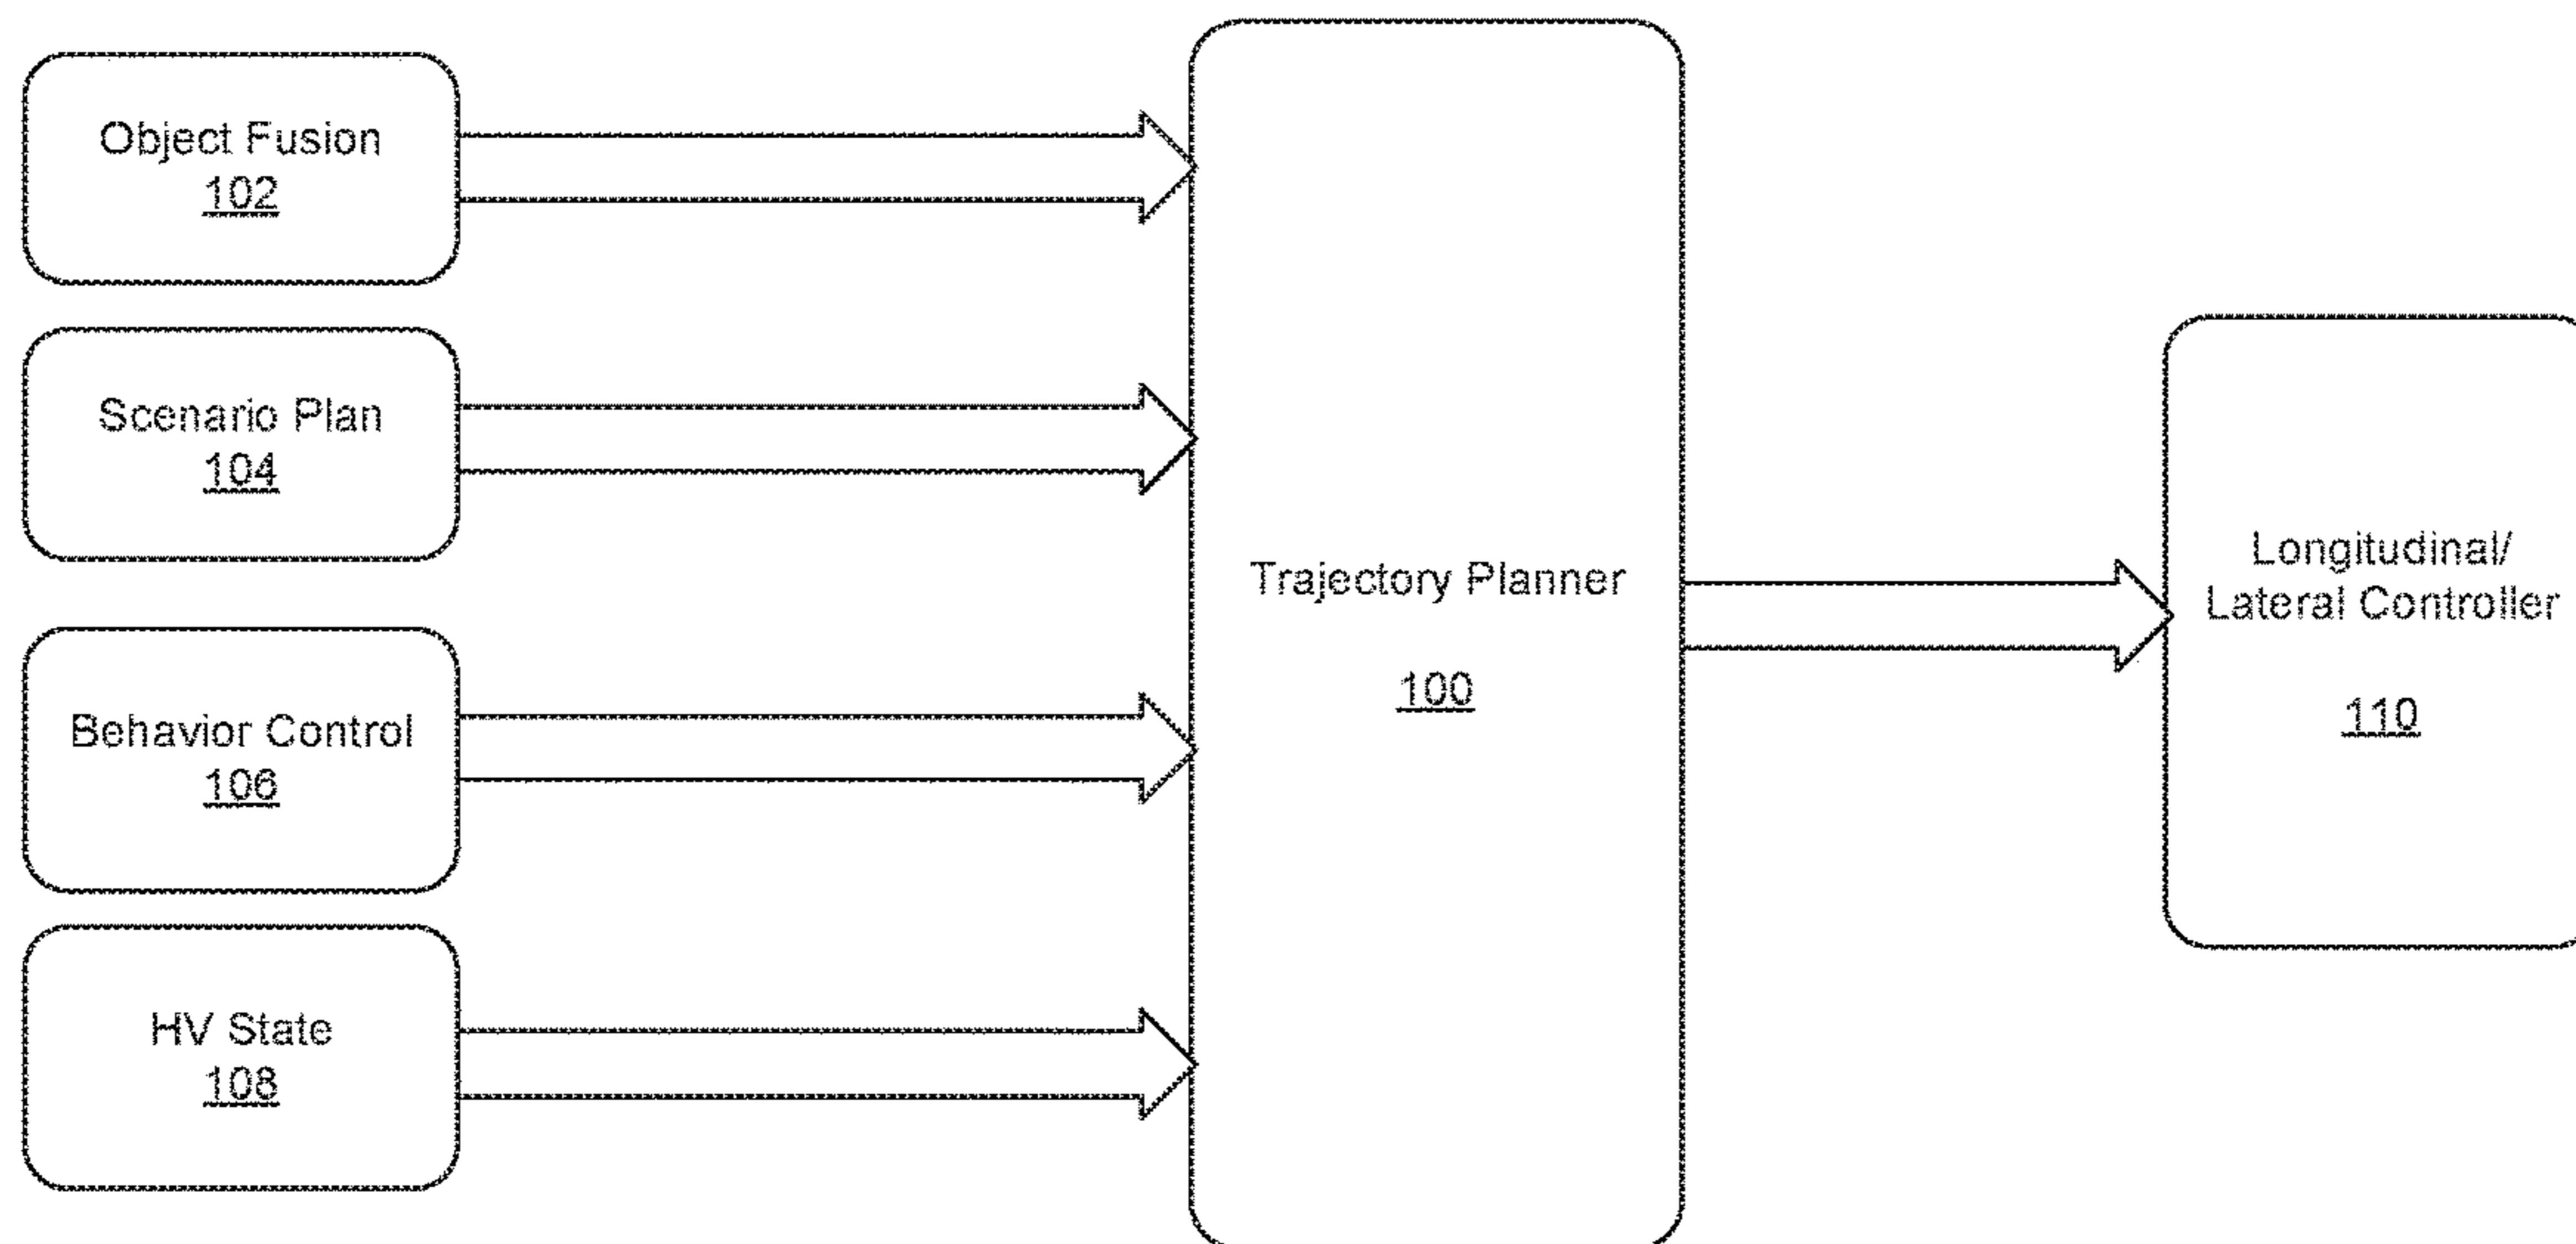 Object Fusion
102
Scenario Plan
104
Behavior Control
106
HV State
108
Trajectory Planner
100
Longitudinal/
Lateral Controller
110